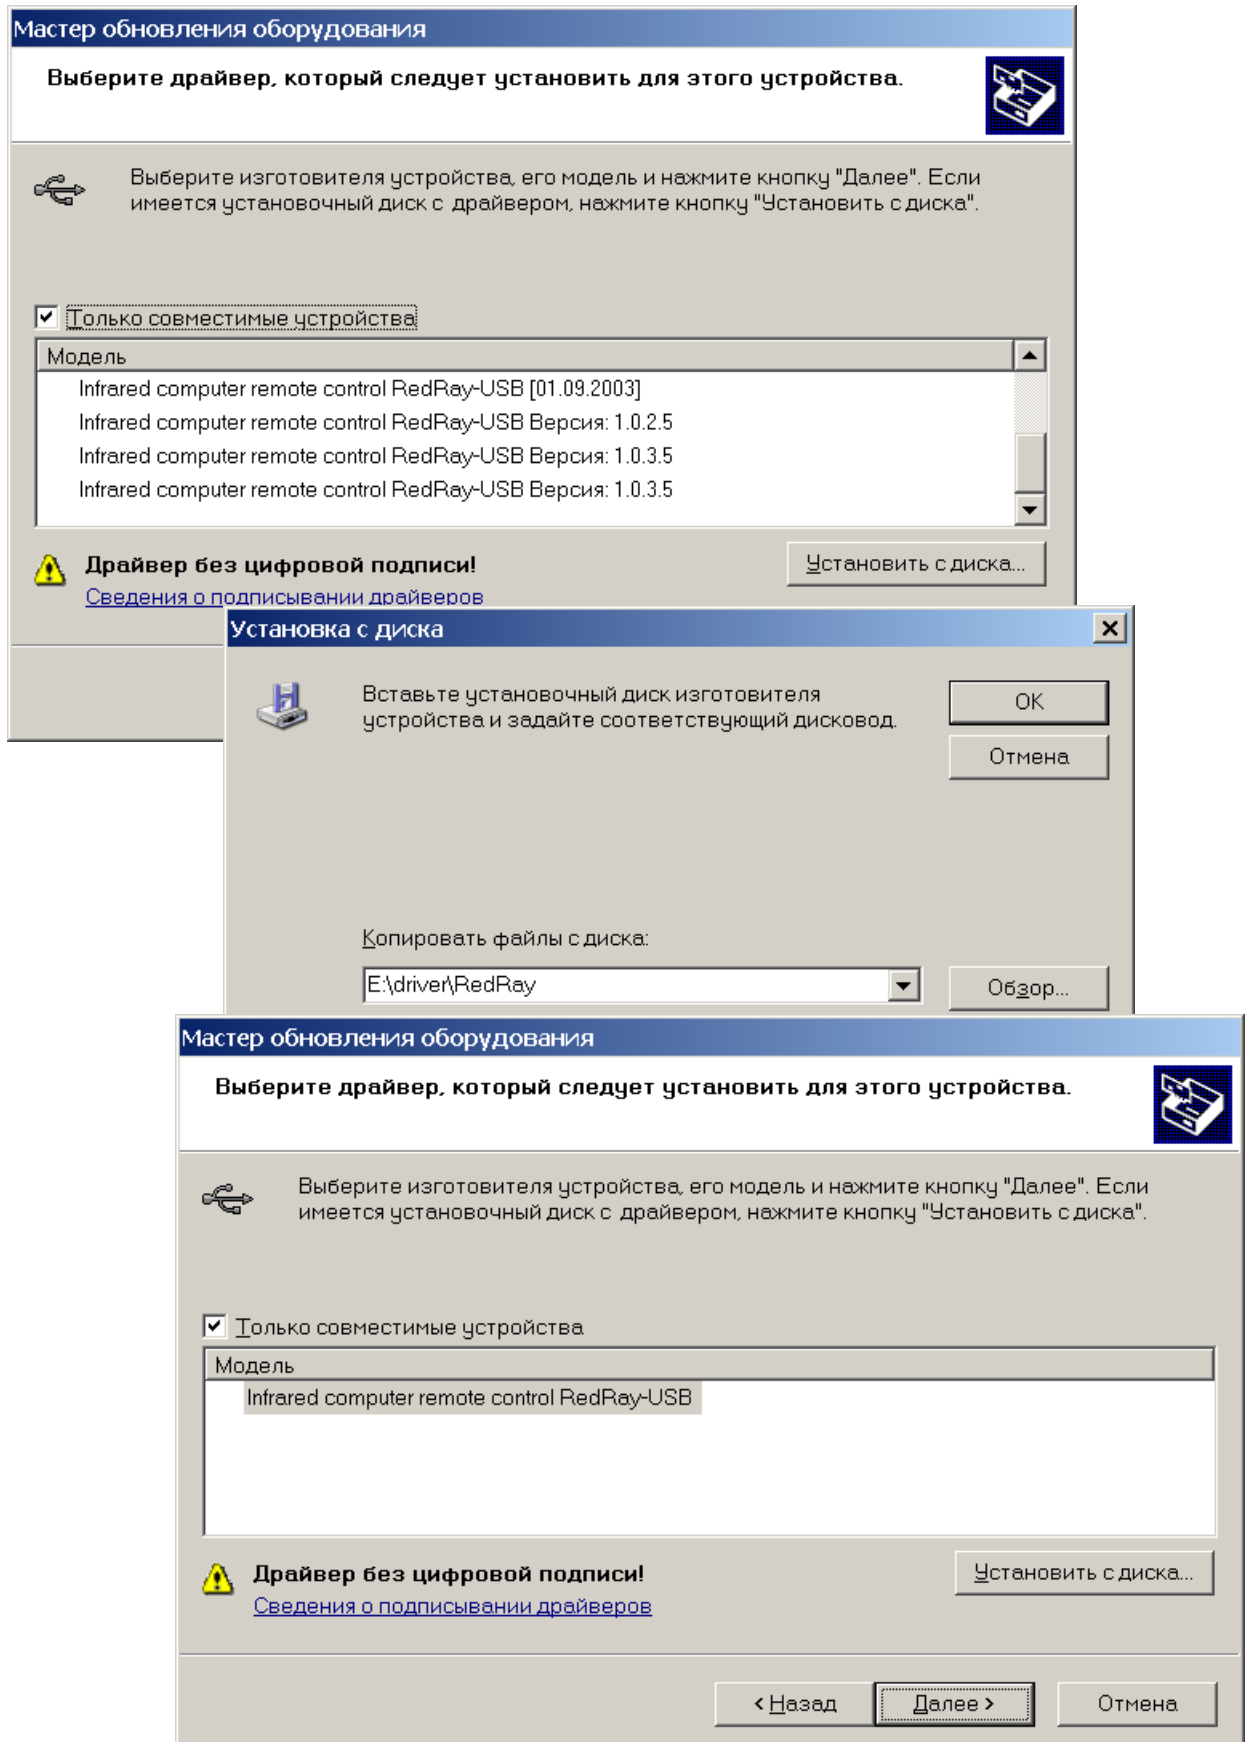 Мастер обновления оборудования
Выберите драйвер, который следует установить для этого устройства.
Выберите изготовителя устройства, его модель и нажмите кнопку "Далее". Если
имеется установочный диск с драйвером, нажмите кнопку "Установить с диска".
Только совместимые устройства
Модель
Infrared computer remote control RedRay-USB [01.09.2003]
Infrared computer remote control RedRay-USB Версия: 1.0.2.5
Infrared computer remote control RedRay-USB Версия: 1.0.3.5
Infrared computer remote control RedRay-USB Версия: 1.0.3.5
Драйвер без цифровой подписи!
Установить с диска...
Сведения о подписывании драйверов
Установка с диска
Вставьте установочный диск изготовителя
устройства и задайте соответствующий дисковод.
OK
Отмена
Копировать файлы с диска:
E:\driver\RedRay
Обзор...
Мастер обновления оборудования
Выберите драйвер, который следует установить для этого устройства.
Выберите изготовителя устройства, его модель и нажмите кнопку "Далее". Если
имеется установочный диск с драйвером, нажмите кнопку "Установить с диска".
Только совместимые устройства
Модель
Infrared computer remote control RedRay-USB
Драйвер без цифровой подписи!
Установить с диска...
Сведения о подписывании драйверов
< Назад
Далее >
Отмена